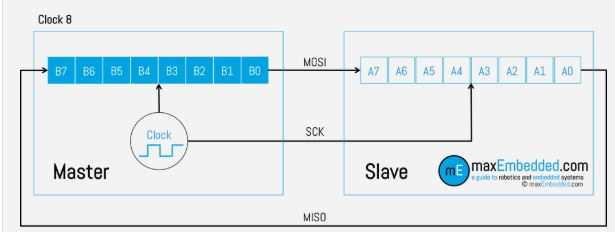 Clock 8
B7 B6 B5 B4 B3 B2 B1 B0
MOSI
A7 A6 A5 A4 A3 A2 A1 A0
Clock
SCK
Master
Slave
mE
maxEmbedded.com
a guide to robotics and embedded systems
© maxEmbedded.com
MISO